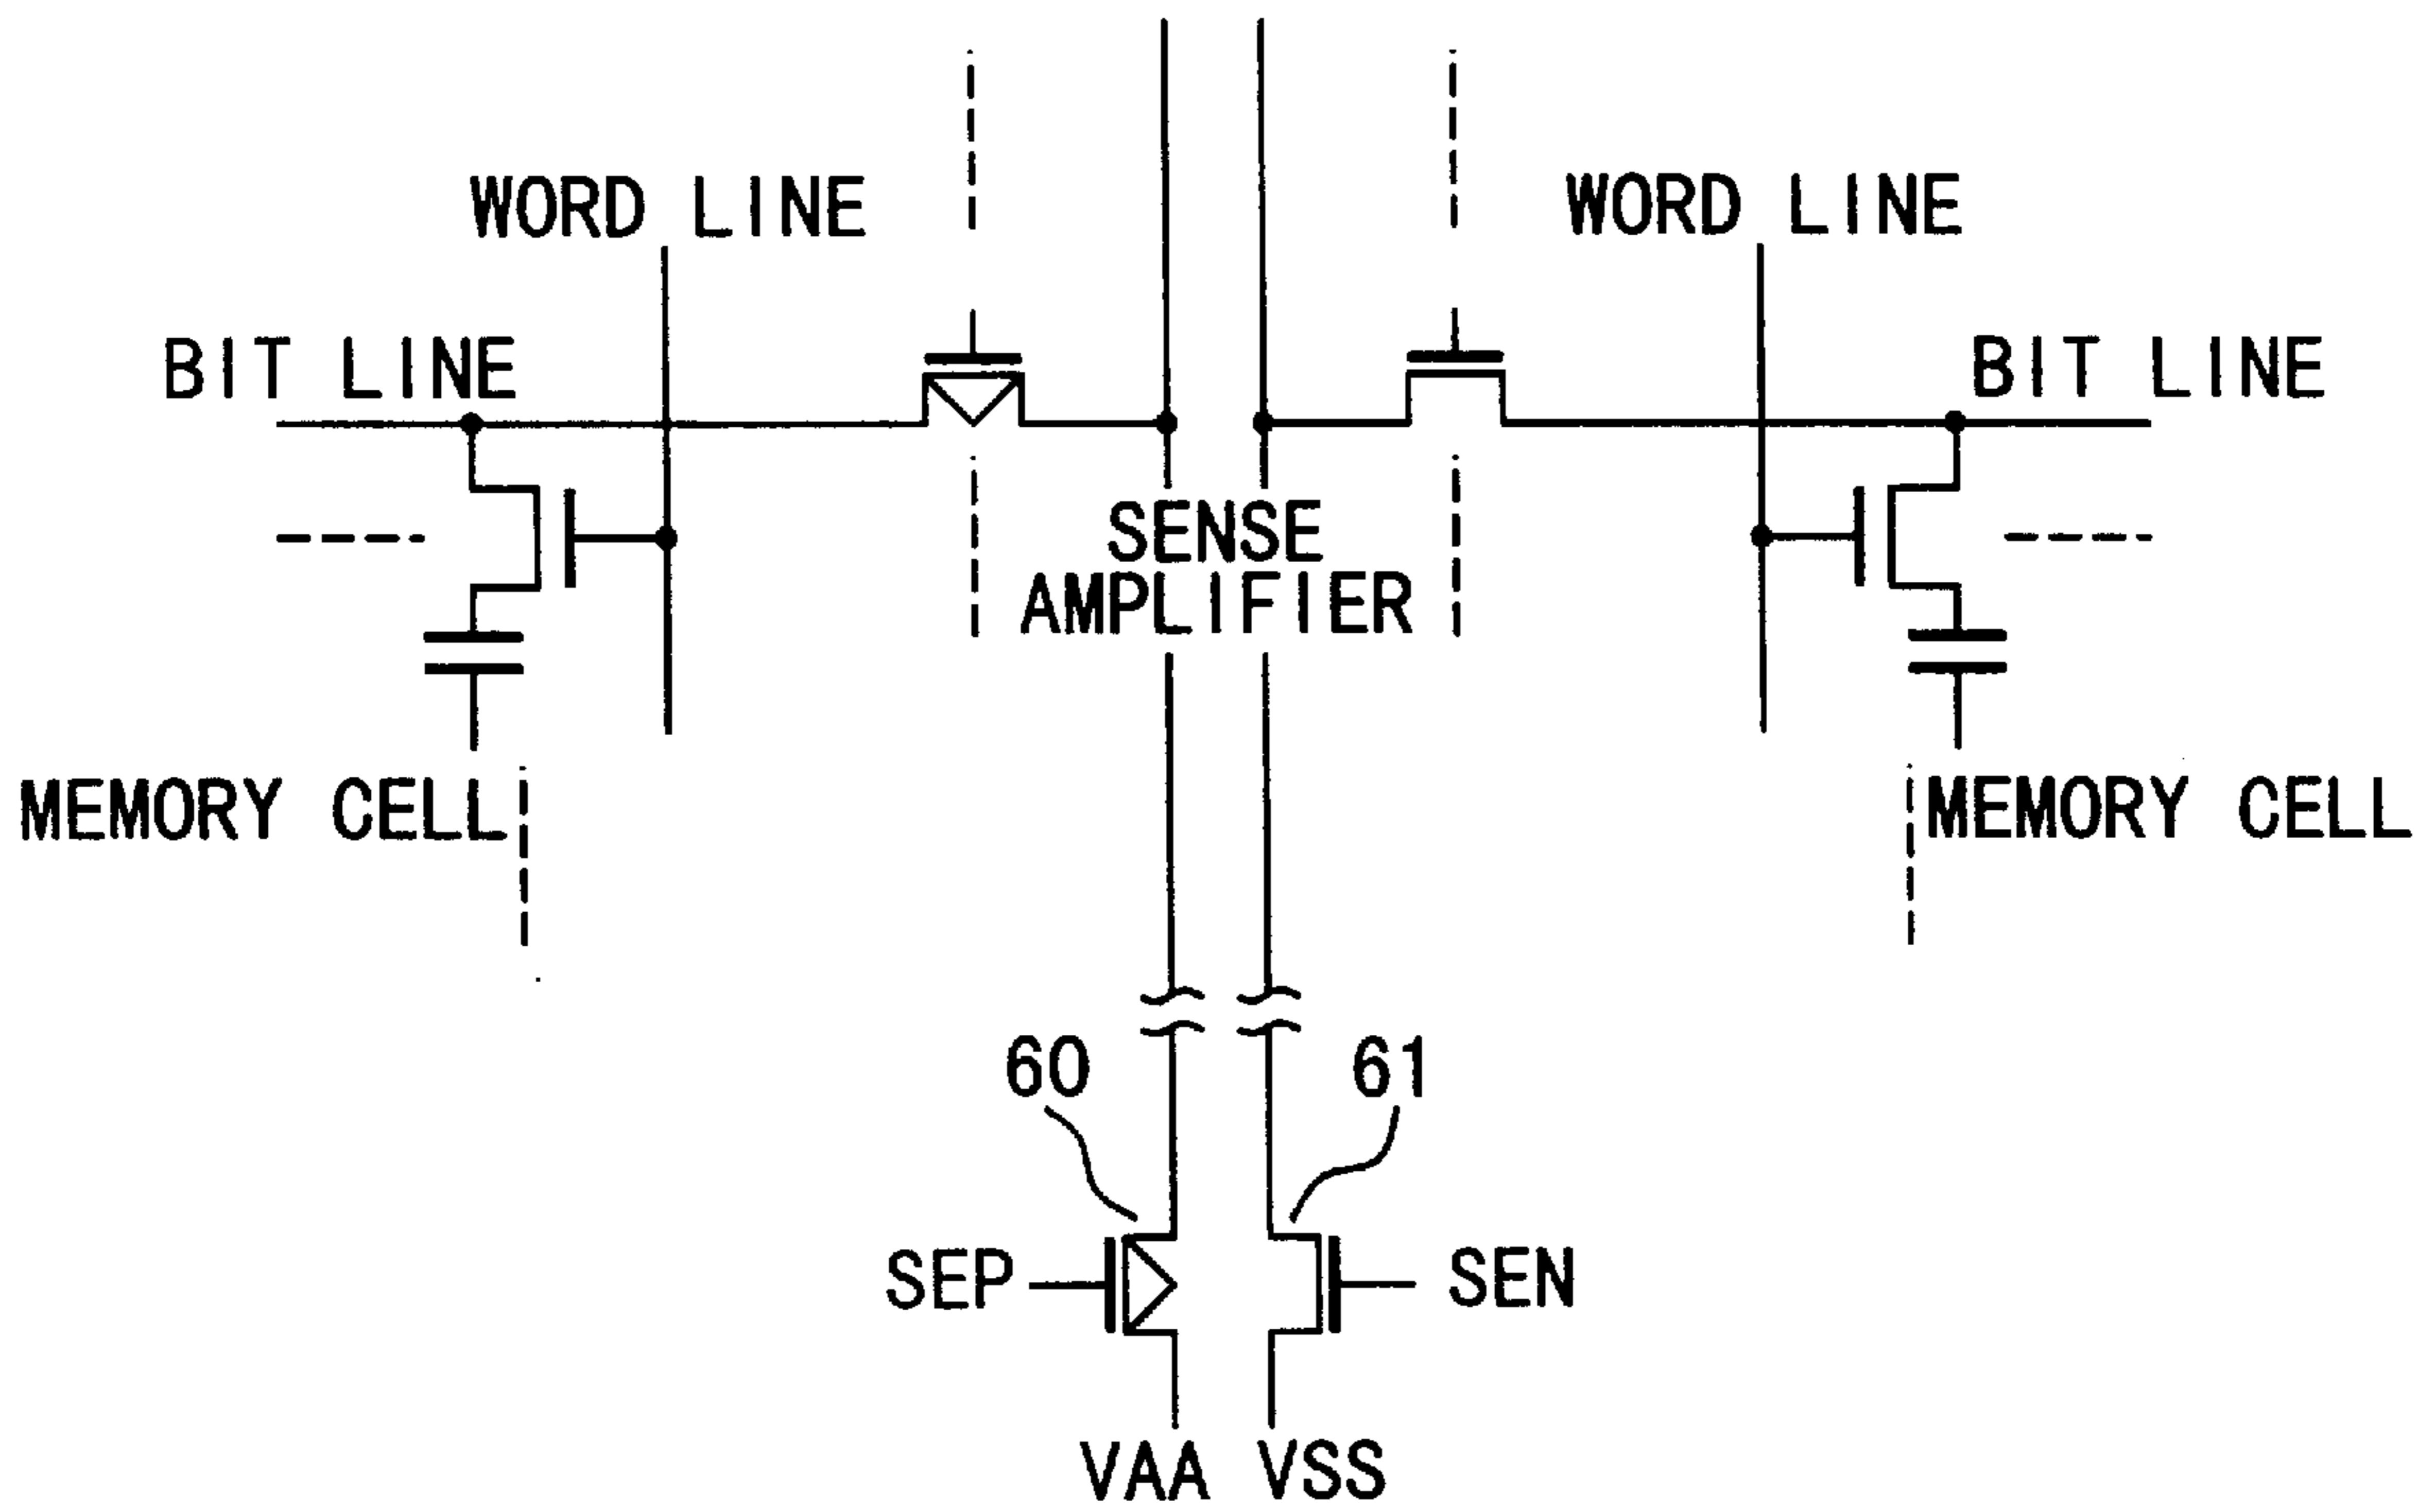 WORD LINE
WORD LINE
BIT LINE
BIT LINE
SENSE
AMPLIFIER
MEMORY CELL
MEMORY CELL
60
61
SEP
SEN
VAA
VSS